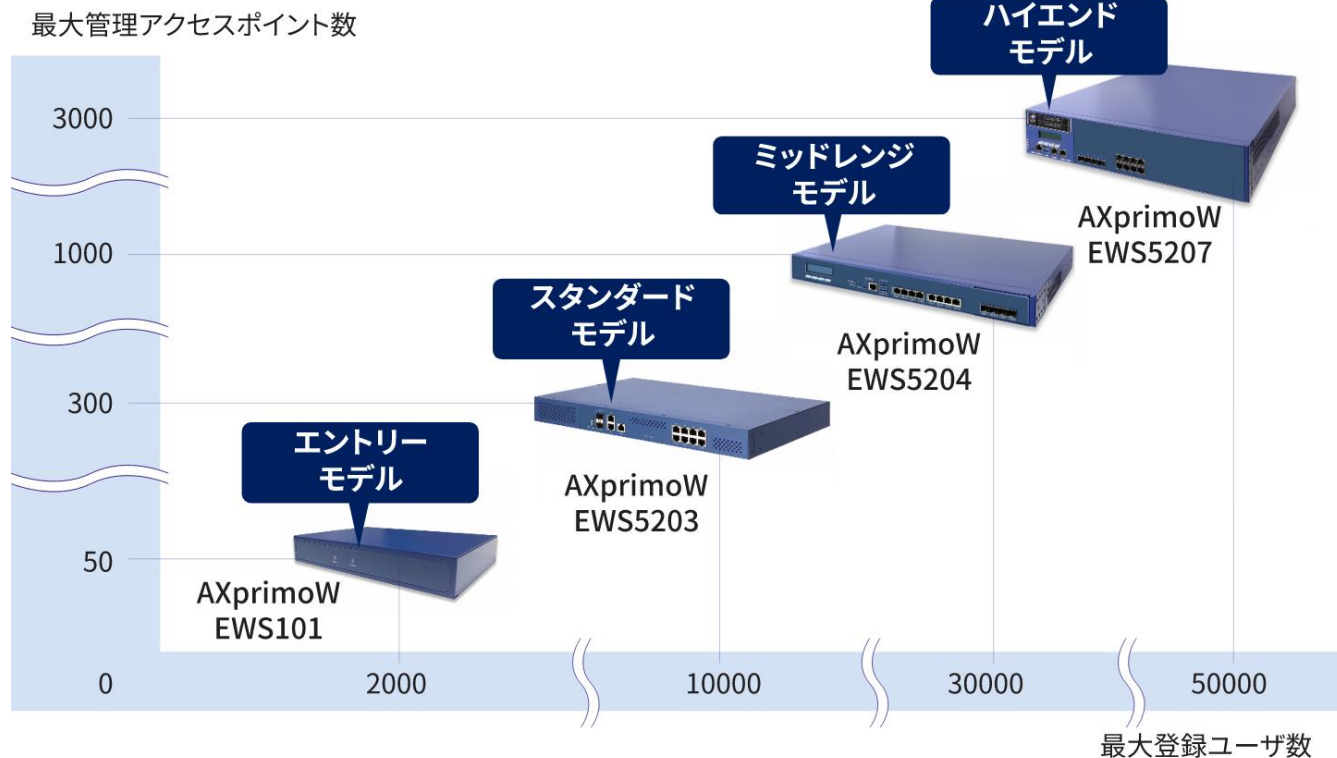 最大管理アクセスポイント数
ハイエンド
モデル
3000
ミッドレンジ
モデル
AXprimoW
EWS5207
1000
スタンダード
モデル
AXprimoW
EWS5204
300
エントリー
モデル
AXprimoW
EWS5203
50
AXprimoW
EWS101
0
2000
10000
30000
50000
最大登録ユーザ数